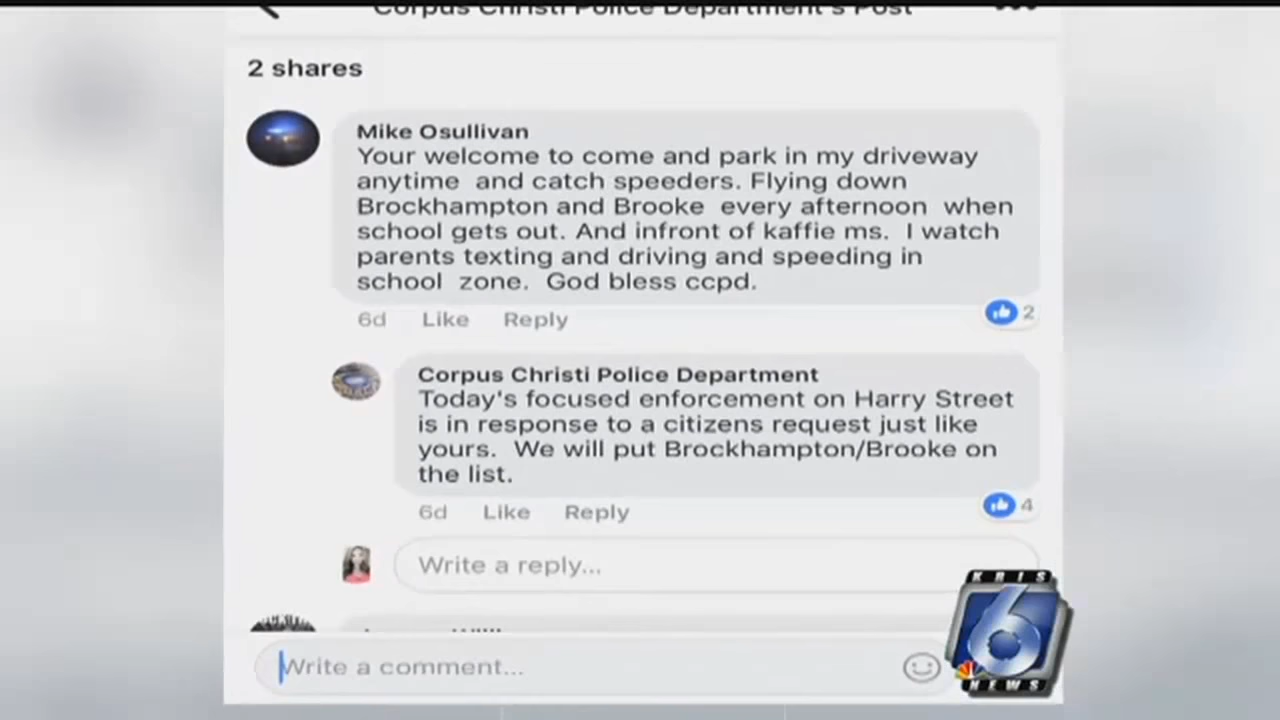 Corpus Christi Police Department's Post
2 shares
Mike Osullivan
Your welcome to come and park in my driveway
anytime and catch speeders. Flying down
Brockhampton and Brooke every afternoon when
school gets out. And infront of kaffie ms. I watch
parents texting and driving and speeding in
school zone. God bless ccpd.
6d Like Reply
2
Corpus Christi Police Department
Today's focused enforcement on Harry Street
is in response to a citizens request just like
yours. We will put Brockhampton/Brooke on
the list.
6d Like Reply
4
Write a reply...
Write a comment...
KRIS
6
NEWS